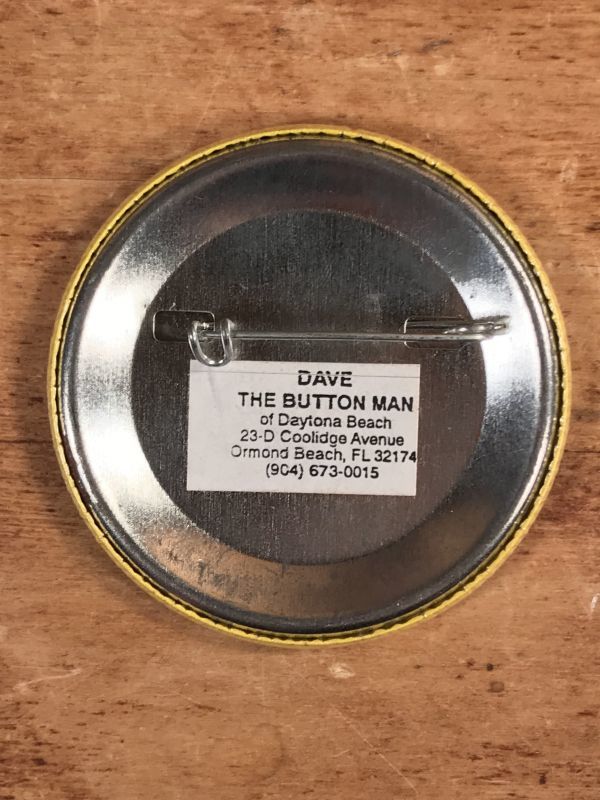 DAVE
THE BUTTON MAN
of Daytona Beach
23-D Coolidge Avenue
Ormond Beach, FL 32174
(904) 673-0015